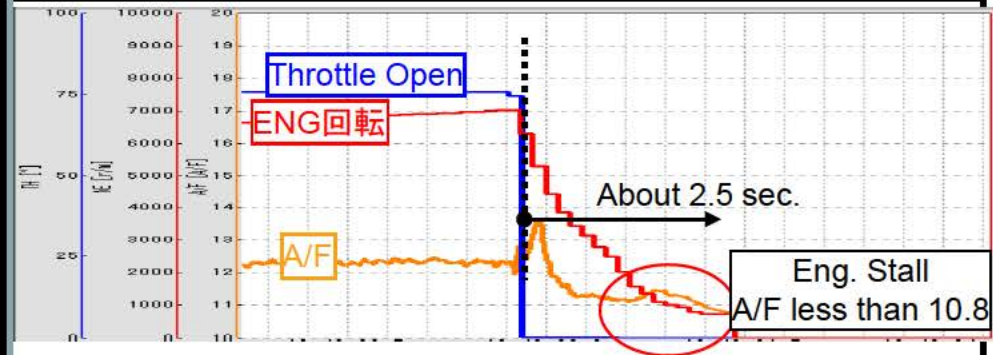 100 10000 20
9000 19
8000 18
75 7000 17
6000 16
50 5000 15
4000 14
25 3000 13
2000 12
1000 11
0 0 10
TH [°]
NE [r/m]
A/F [A/F]
Throttle Open
ENG回転
A/F
About 2.5 sec.
Eng. Stall
A/F less than 10.8